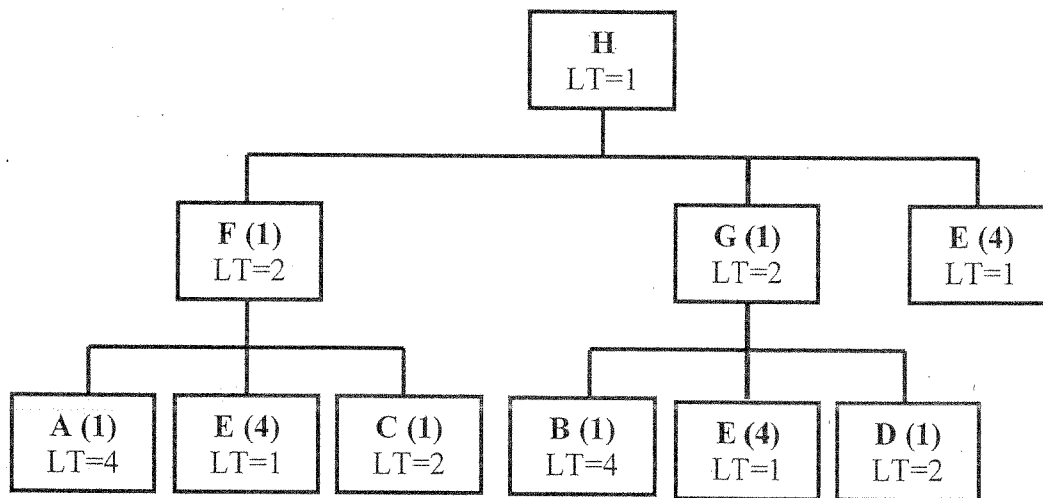 H
LT=1
F (1)
LT=2
G (1)
LT=2
E (4)
LT=1
A (1)
LT=4
E (4)
LT=1
C (1)
LT=2
B (1)
LT=4
E (4)
LT=1
D (1)
LT=2